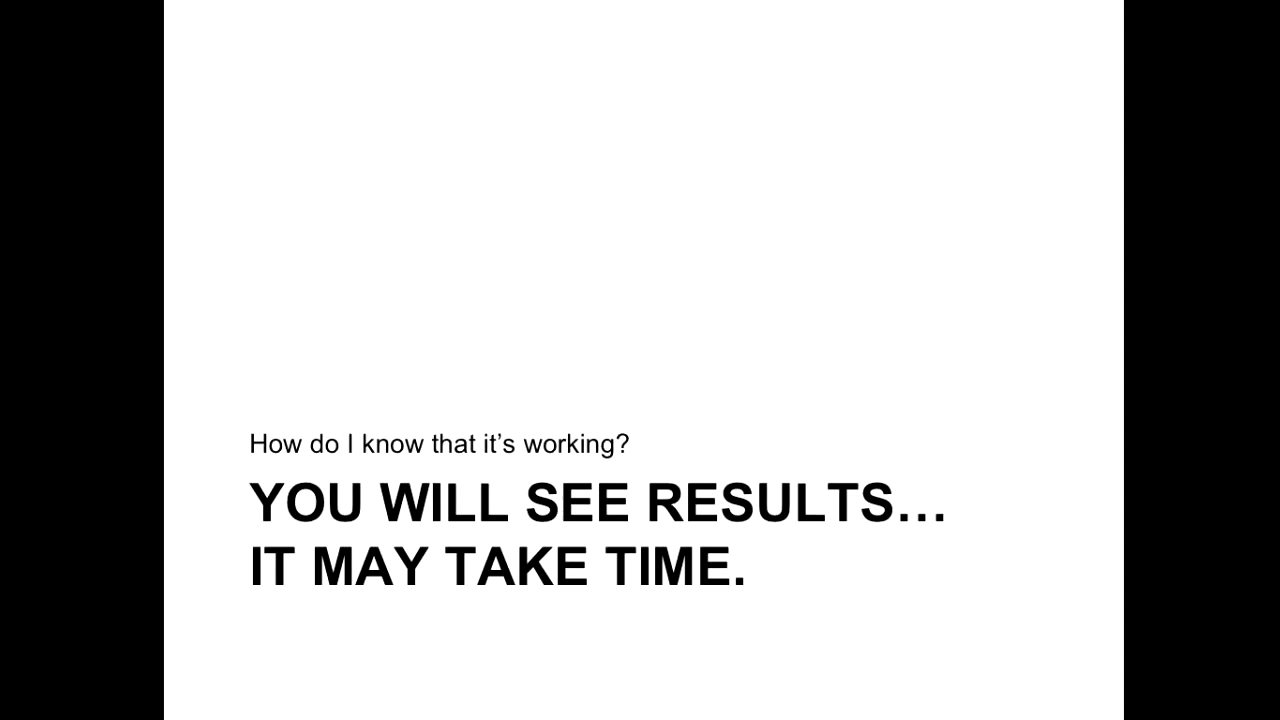 How do I know that it’s working?
YOU WILL SEE RESULTS…
IT MAY TAKE TIME.